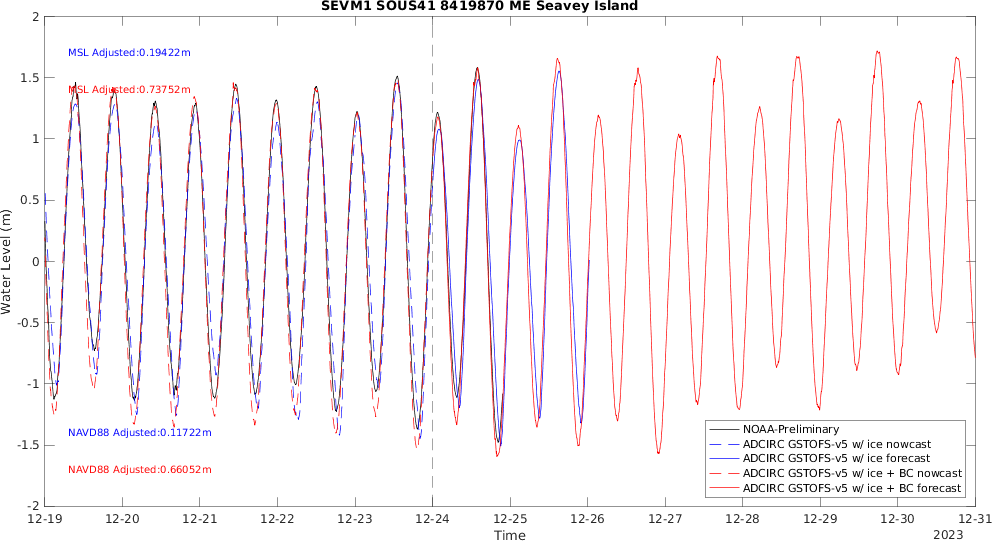 SEVM1 SOUS41 8419870 ME Seavey Island
2
MSL Adjusted:0.19422m
1.5
MSL Adjusted:0.73752m
1
0.5
0
-0.5
-1
-1.5
-2
Water Level (m)
NAVD88 Adjusted:0.11722m
NAVD88 Adjusted:0.66052m
NOAA-Preliminary
ADCIRC GSTOFS-v5 w/ ice nowcast
ADCIRC GSTOFS-v5 w/ ice forecast
ADCIRC GSTOFS-v5 w/ ice + BC nowcast
ADCIRC GSTOFS-v5 w/ ice + BC forecast
12-19 12-20 12-21 12-22 12-23 12-24 12-25 12-26 12-27 12-28 12-29 12-30 12-31
Time
2023